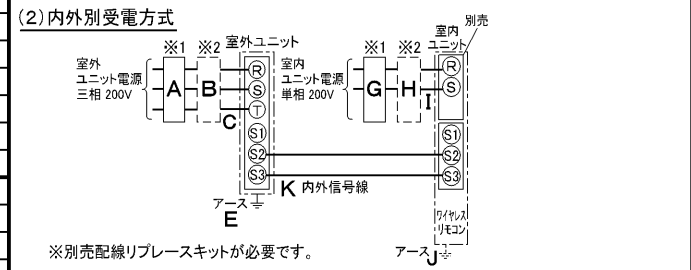 (2)内外別受電方式
別売
※1 ※2 室外ユニット
室外
ユニット電源
三相 200V
A B C
R
S
T
S1
S2
S3
アース
E
※1 ※2
室内
ユニット
室内
ユニット電源
単相 200V
G H I
R
S
S1
S2
S3
K 内外信号線
ワイヤレス
リモコン
アース J
※別売配線リプレースキットが必要です。